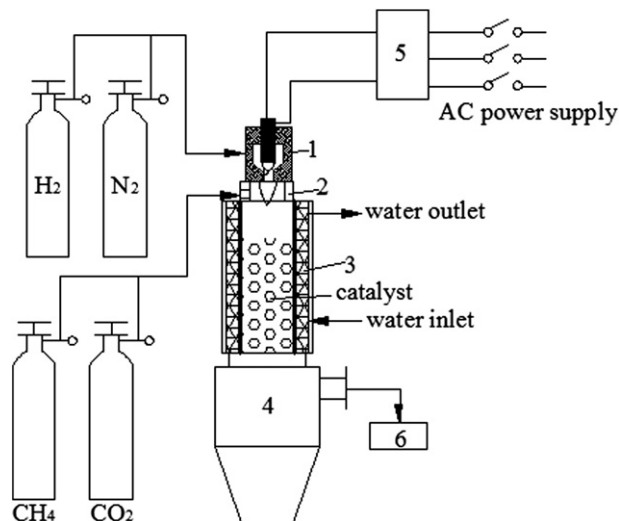 5
AC power supply
1
H2
N2
2
water outlet
3
catalyst
water inlet
4
6
CH4
CO2